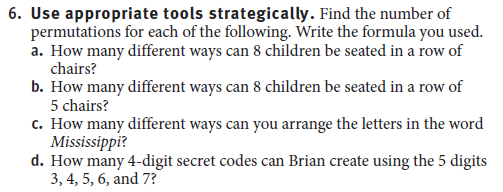 6. Use appropriate tools strategically. Find the number of
permutations for each of the following. Write the formula you used.
a. How many different ways can 8 children be seated in a row of
chairs?
b. How many different ways can 8 children be seated in a row of
5 chairs?
c. How many different ways can you arrange the letters in the word
Mississippi?
d. How many 4-digit secret codes can Brian create using the 5 digits
3, 4, 5, 6, and 7?